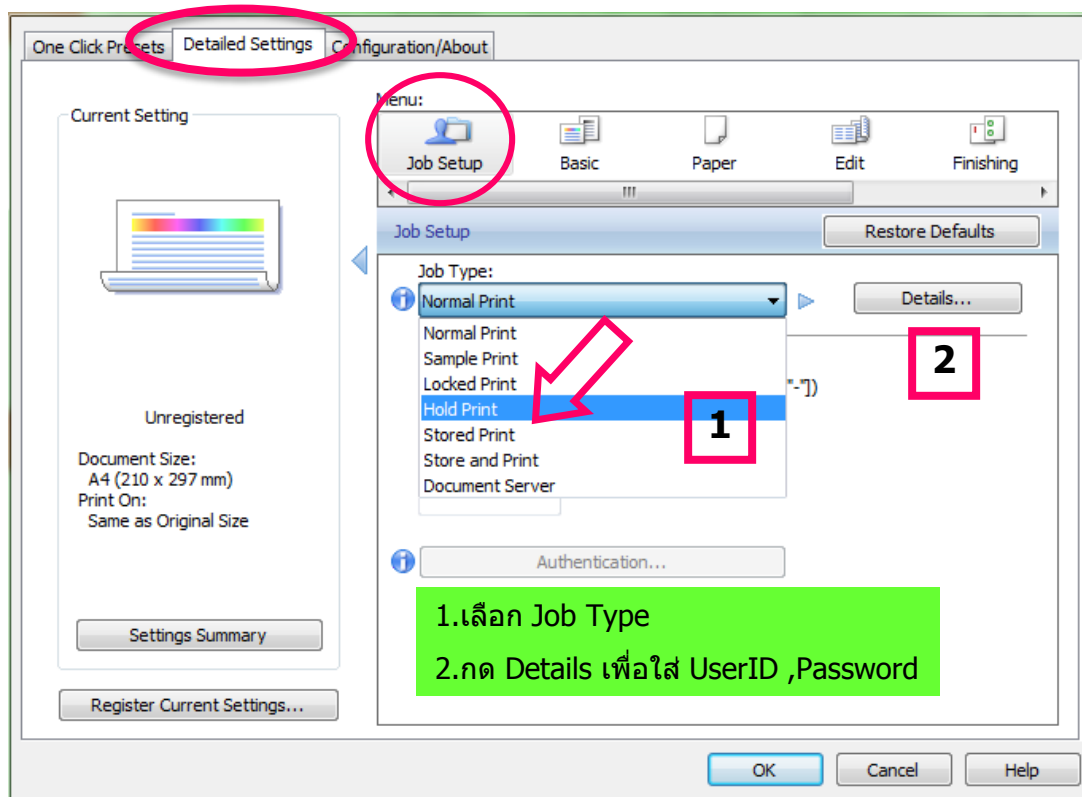 One Click Presets
Detailed Settings
Configuration/About
Current Setting
Menu:
Job Setup
Basic
Paper
Edit
Finishing
Job Setup
Restore Defaults
Job Type:
Normal Print
Details...
Normal Print
Sample Print
Locked Print
"-"])
Hold Print
Stored Print
Store and Print
Document Server
1
2
Unregistered
Document Size:
A4 (210 x 297 mm)
Print On:
Same as Original Size
Authentication...
1.เลือก Job Type
2.กด Details เพื่อใส่ UserID ,Password
Settings Summary
Register Current Settings...
OK
Cancel
Help